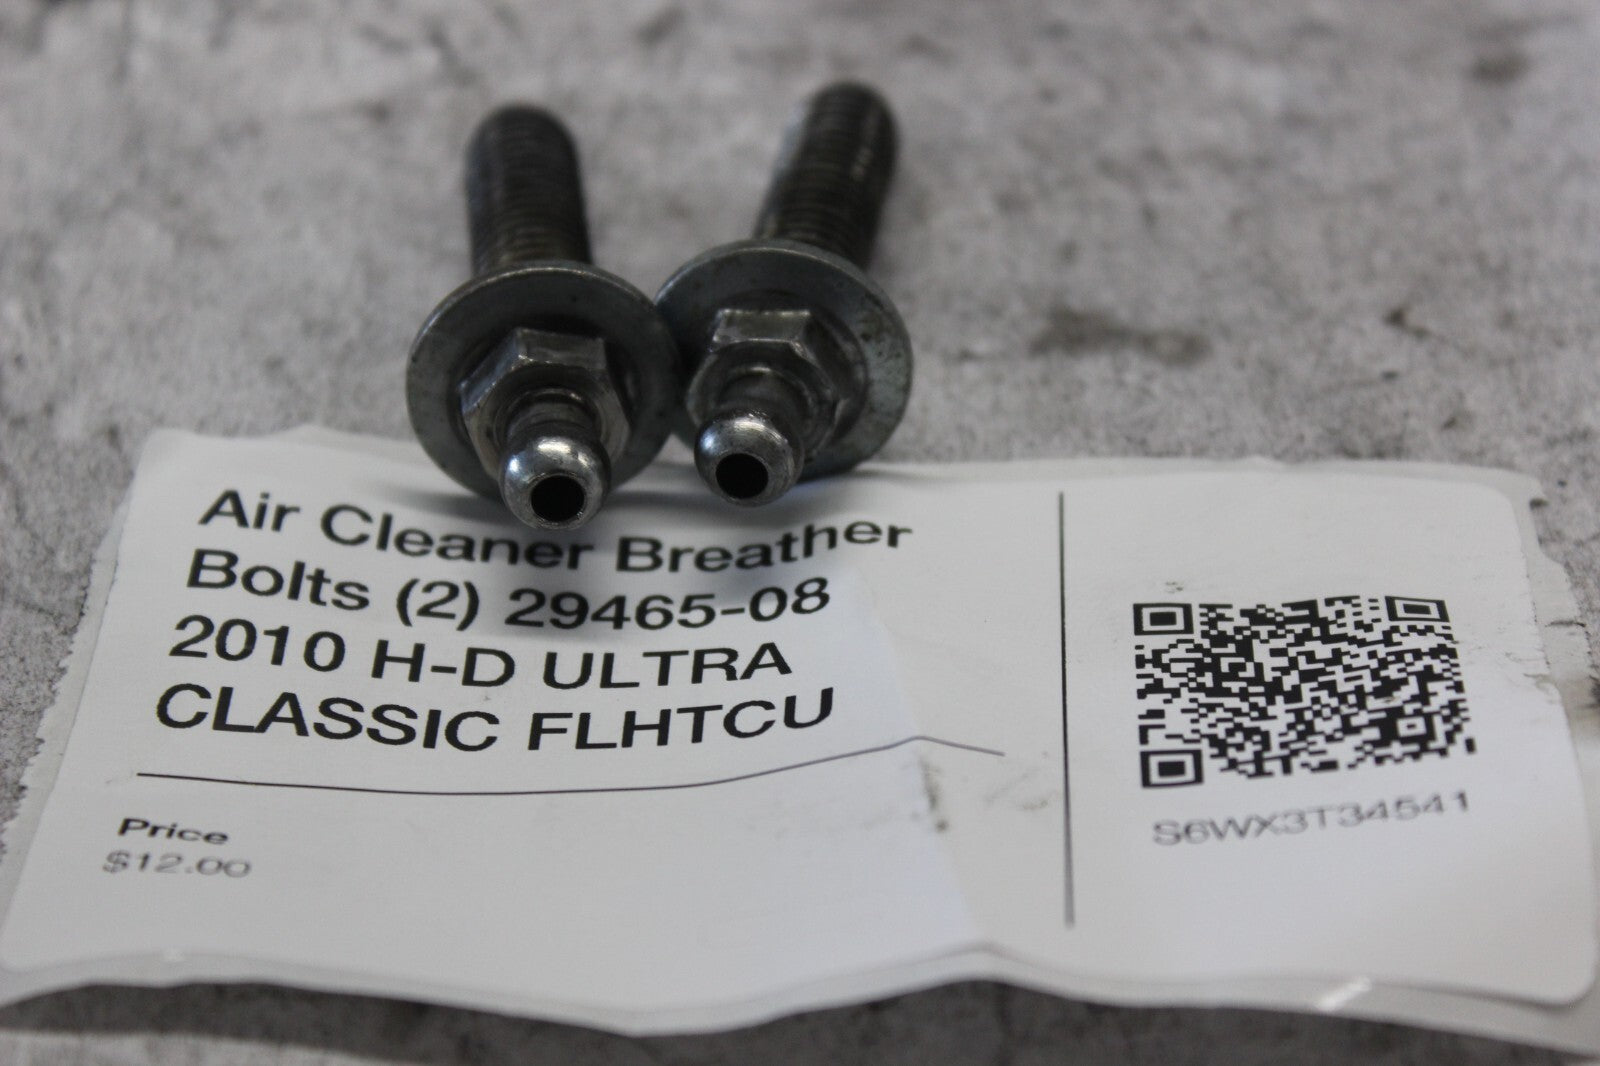 Air Cleaner Breather
Bolts (2) 29465-08
2010 H-D ULTRA
CLASSIC FLHTCU
Price
$12.00
S6WX3T34541